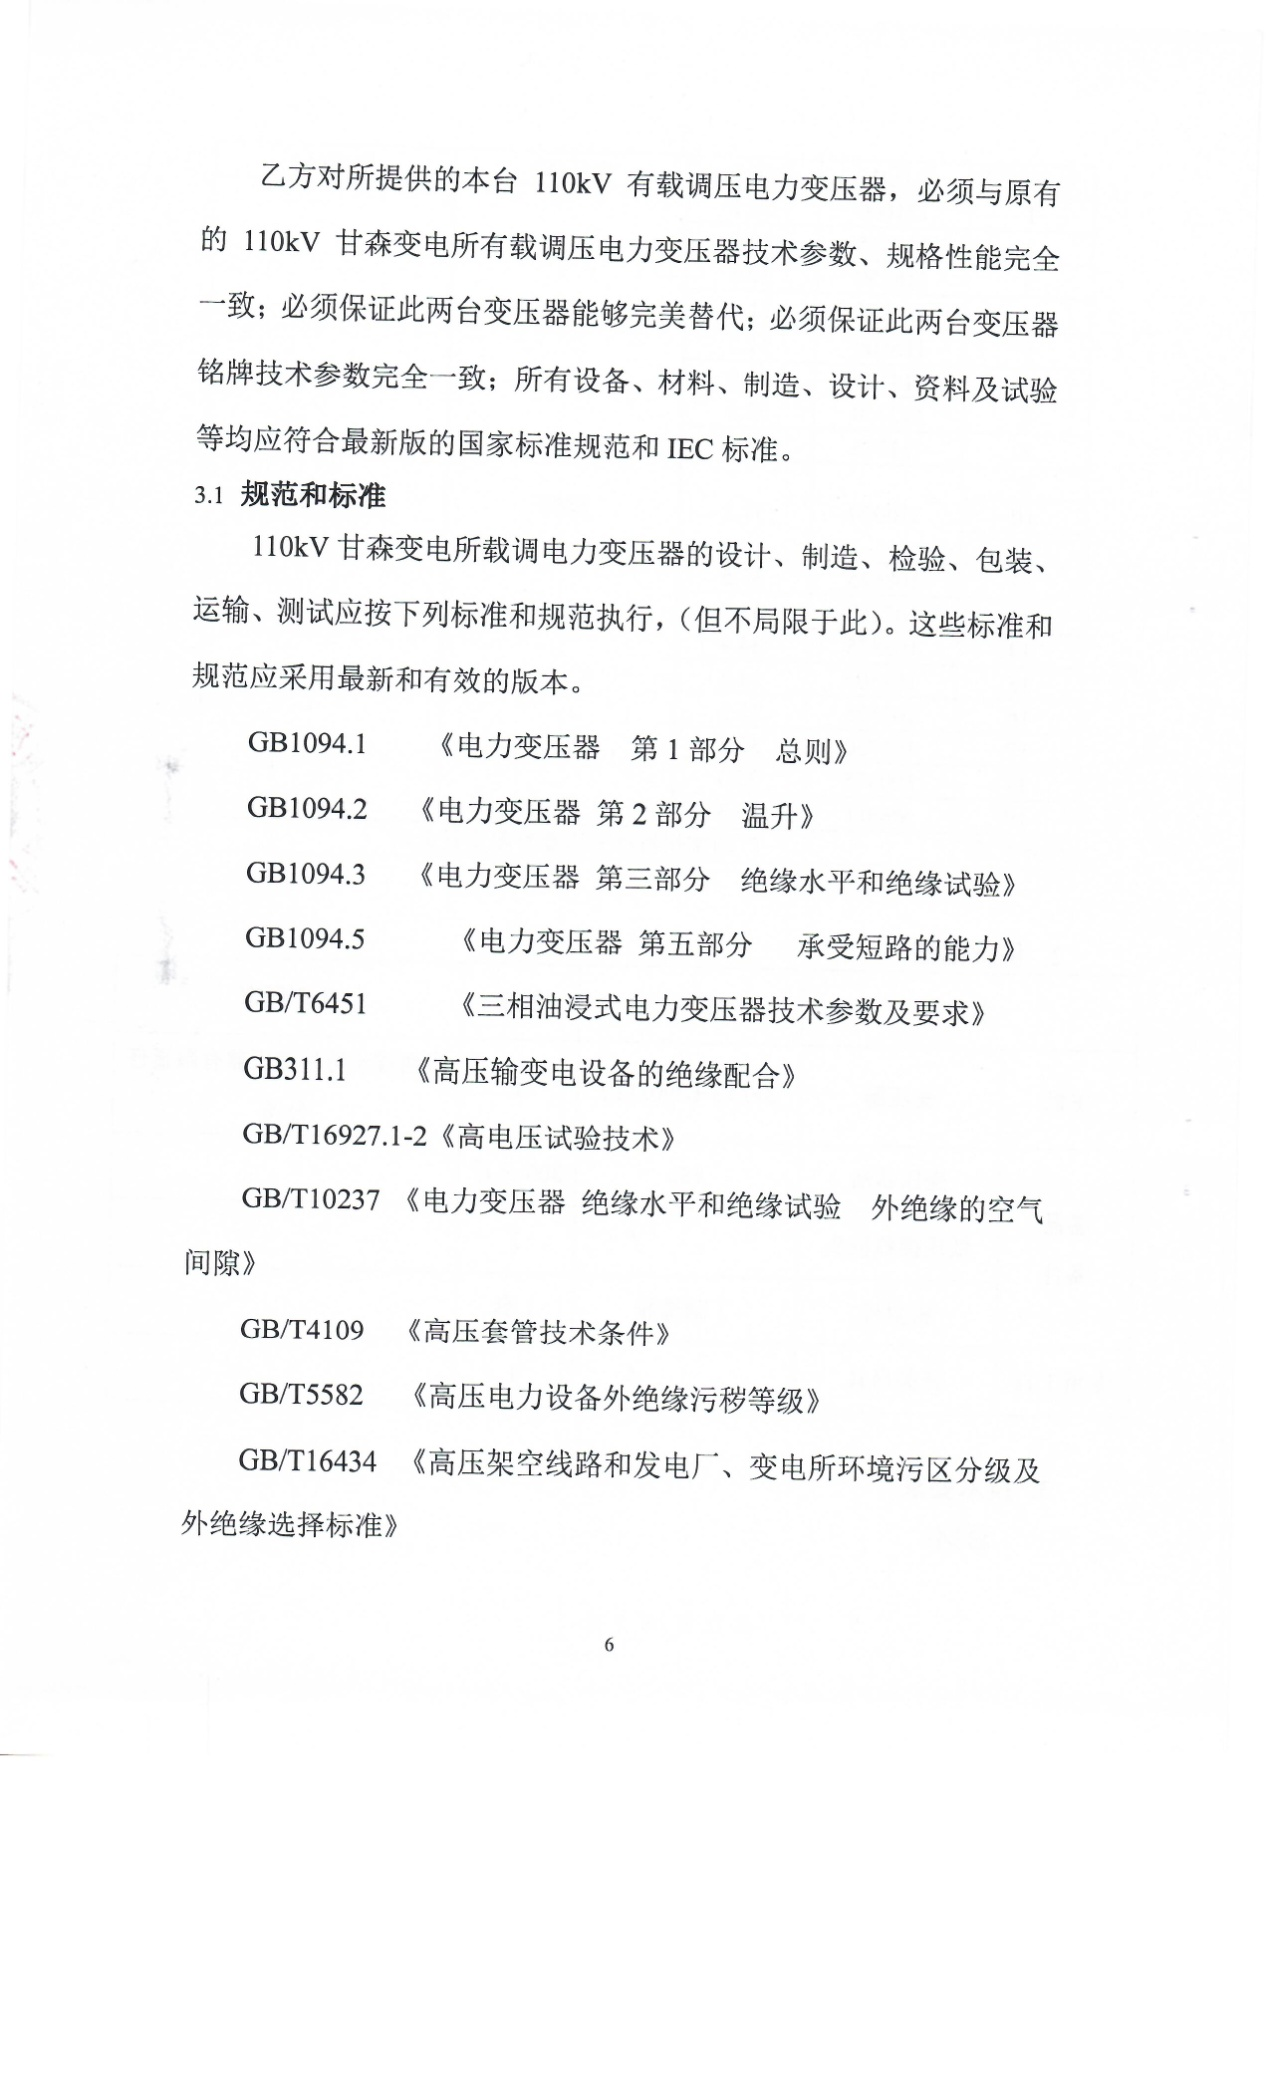 乙方对所提供的本台 110kV 有载调压电力变压器，必须与原有
的 110kV 甘森变电所有载调压电力变压器技术参数、规格性能完全
一致；必须保证此两台变压器能够完美替代；必须保证此两台变压器
铭牌技术参数完全一致；所有设备、材料、制造、设计、资料及试验
等均应符合最新版的国家标准规范和 IEC 标准。
3.1 规范和标准
110kV 甘森变电所载调电力变压器的设计、制造、检验、包装、
运输、测试应按下列标准和规范执行，（但不局限于此）。这些标准和
规范应采用最新和有效的版本。
GB1094.1 《电力变压器 第 1 部分 总则》
GB1094.2 《电力变压器 第 2 部分 温升》
GB1094.3 《电力变压器 第三部分 绝缘水平和绝缘试验》
GB1094.5 《电力变压器 第五部分 承受短路的能力》
GB/T6451 《三相油浸式电力变压器技术参数及要求》
GB311.1 《高压输变电设备的绝缘配合》
GB/T16927.1-2《高电压试验技术》
GB/T10237 《电力变压器 绝缘水平和绝缘试验 外绝缘的空气
间隙》
GB/T4109 《高压套管技术条件》
GB/T5582 《高压电力设备外绝缘污秽等级》
GB/T16434 《高压架空线路和发电厂、变电所环境污区分级及
外绝缘选择标准》
6